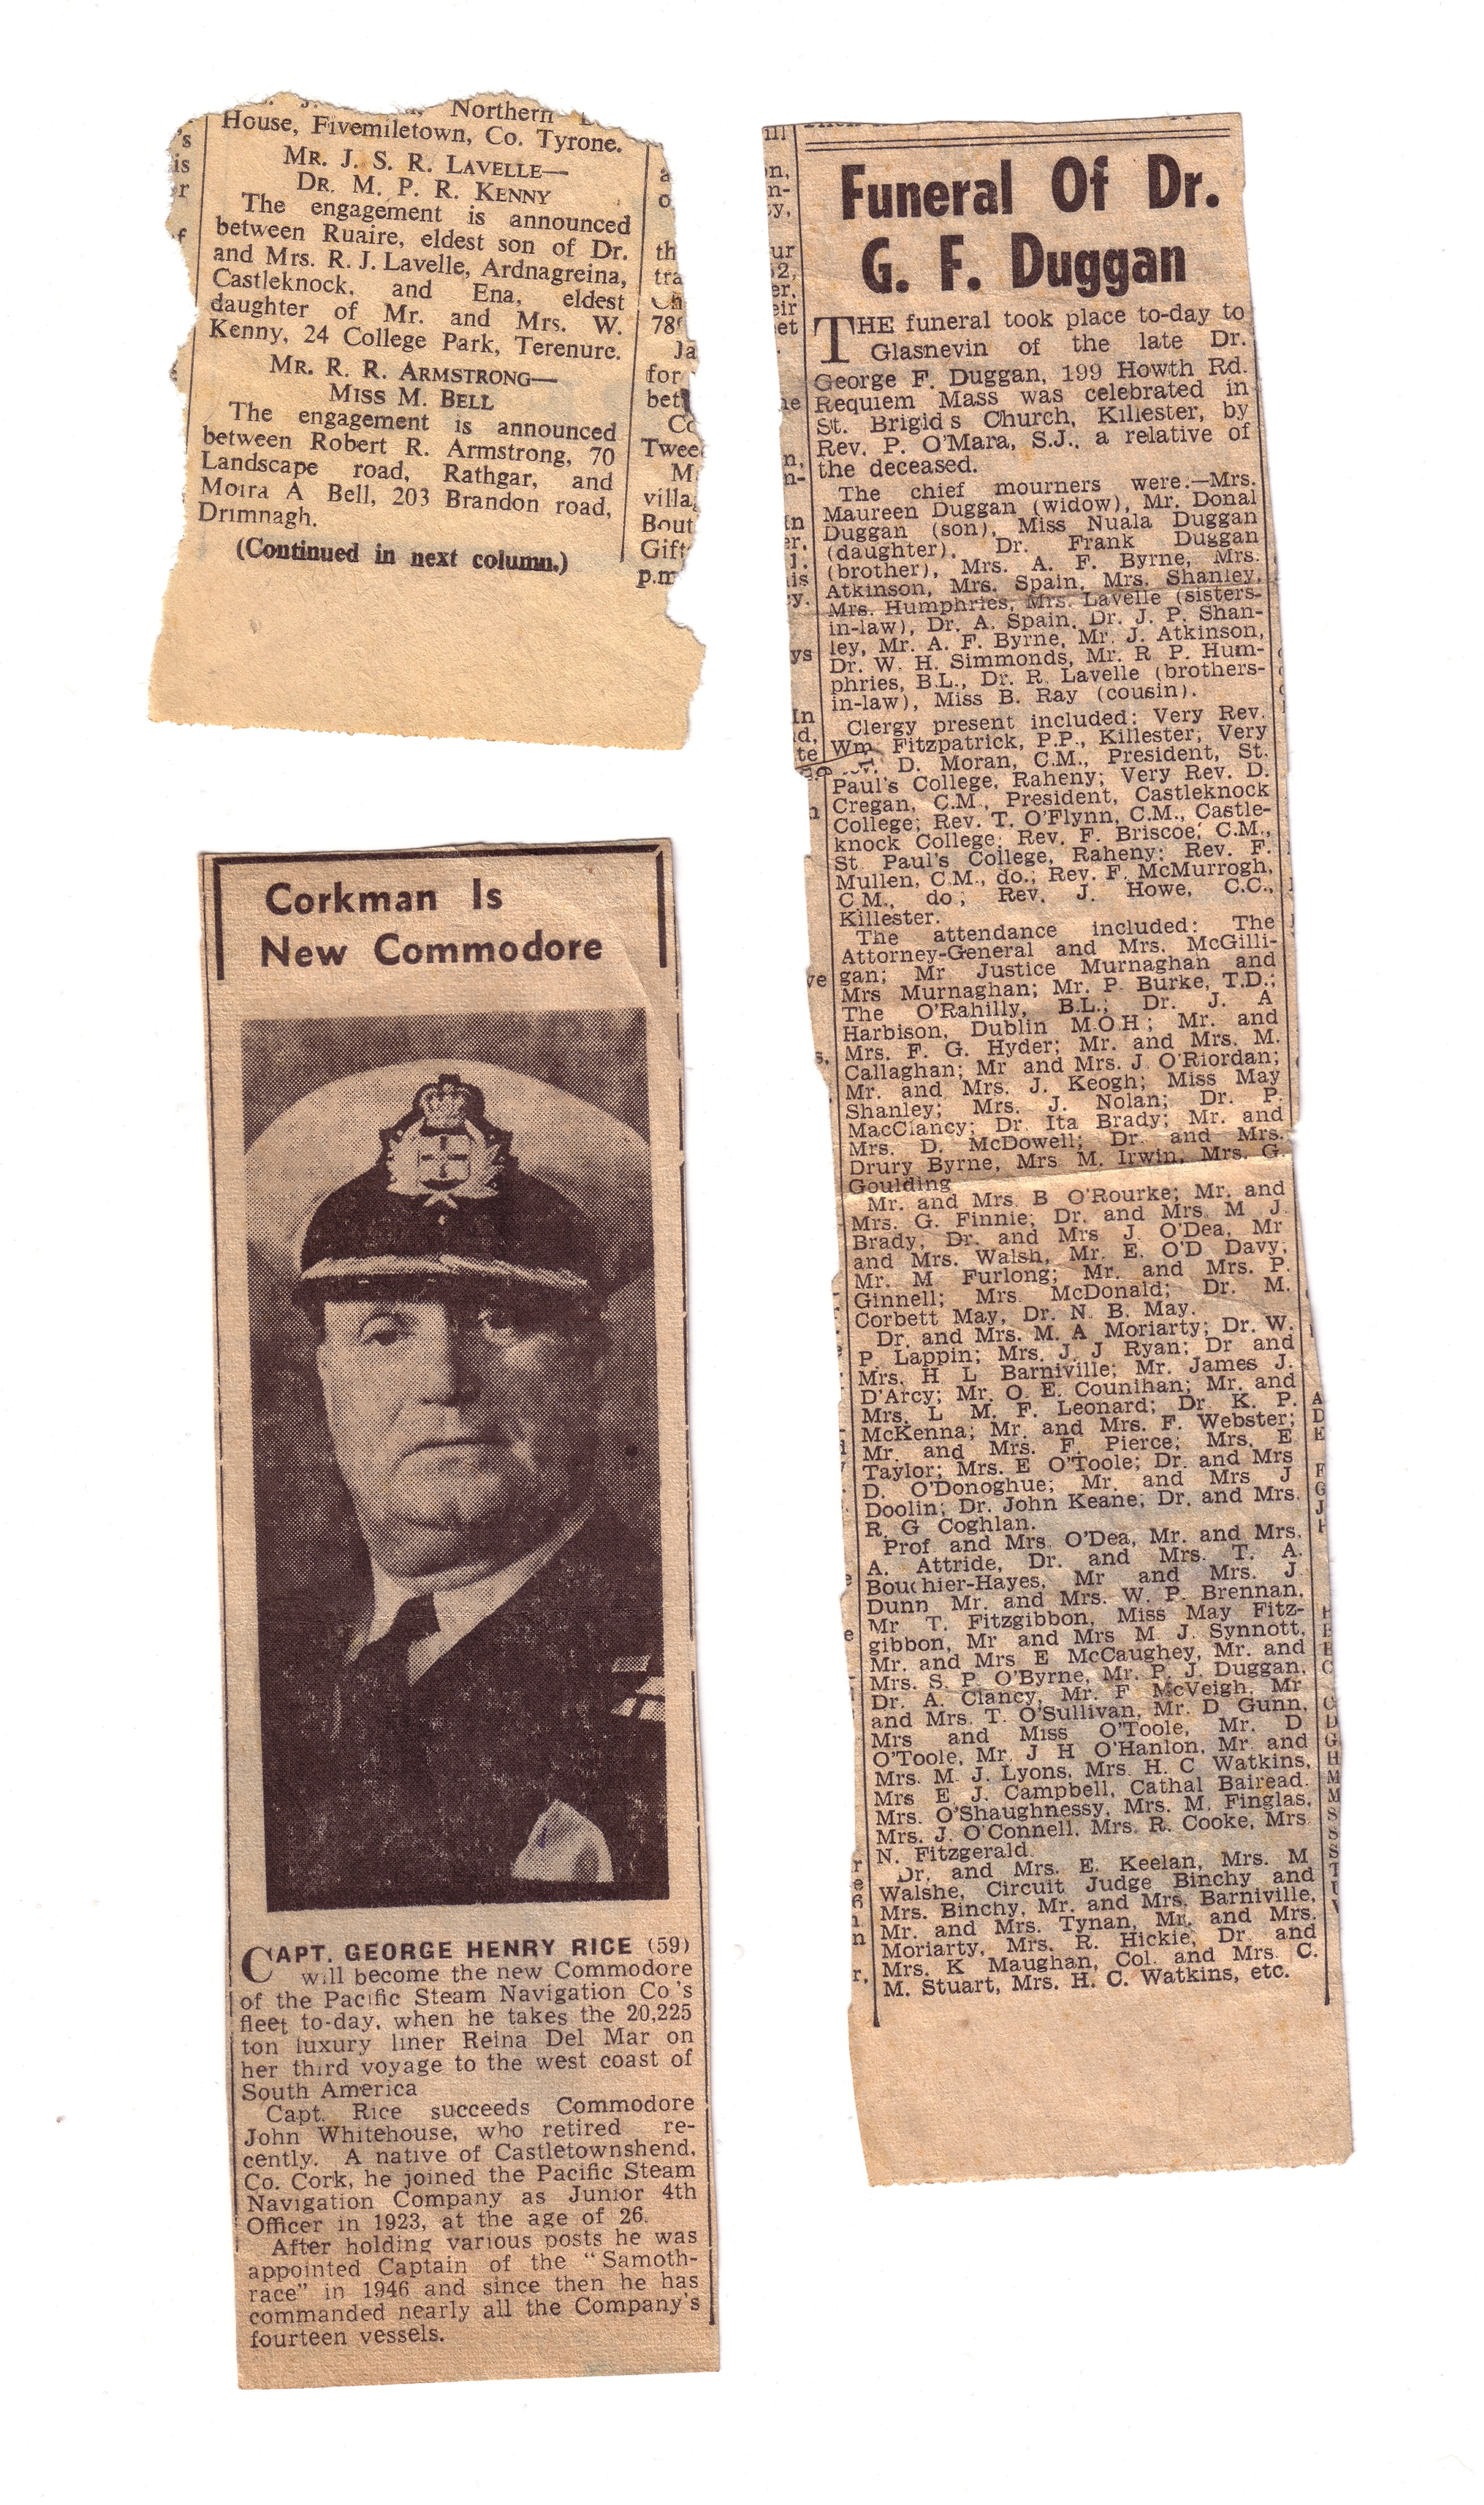 Northern
House, Fivemiletown, Co. Tyrone.
MR. J. S. R. LAVELLE—
DR. M. P. R. KENNY
The engagement is announced
between Ruaire, eldest son of Dr.
and Mrs. R. J. Lavelle, Ardnagreina,
Castleknock, and Ena, eldest
daughter of Mr. and Mrs. W.
Kenny, 24 College Park, Terenure.
MR. R. R. ARMSTRONG—
MISS M. BELL
The engagement is announced
between Robert R. Armstrong, 70
Landscape road, Rathgar, and
Moira A Bell, 203 Brandon road,
Drimnagh.
(Continued in next column.)
Corkman Is
New Commodore
CAPT. GEORGE HENRY RICE (59)
will become the new Commodore
of the Pacific Steam Navigation Co's
fleet to-day, when he takes the 20,225
ton luxury liner Reina Del Mar on
her third voyage to the west coast of
South America
Capt. Rice succeeds Commodore
John Whitehouse, who retired re-
cently. A native of Castletownshend,
Co. Cork, he joined the Pacific Steam
Navigation Company as Junior 4th
Officer in 1923, at the age of 26.
After holding various posts he was
appointed Captain of the "Samoth-
race" in 1946 and since then he has
commanded nearly all the Company's
fourteen vessels.
Funeral Of Dr.
G. F. Duggan
THE funeral took place to-day to
Glasnevin of the late Dr.
George F. Duggan, 199 Howth Rd.
Requiem Mass was celebrated in
St. Brigid s Church, Killester, by
Rev. P. O'Mara, S.J., a relative of
the deceased.
The chief mourners were.—Mrs.
Maureen Duggan (widow), Mr. Donal
Duggan (son), Miss Nuala Duggan
(daughter), Dr. Frank Duggan
(brother), Mrs. A. F. Byrne, Mrs.
Atkinson, Mrs. Spain, Mrs. Shanley,
Mrs. Humphries, Mrs. Lavelle (sisters-
in-law), Dr. A. Spain, Dr. J. P. Shan-
ley, Mr. A. F. Byrne, Mr. J. Atkinson,
Dr. W. H. Simmonds, Mr. R P. Hum-
phries, B.L., Dr. R. Lavelle (brothers-
in-law), Miss B. Ray (cousin).
Clergy present included: Very Rev.
Wm. Fitzpatrick, P.P., Killester; Very
D. Moran, C.M., President, St.
Paul's College, Raheny; Very Rev. D.
Cregan, C.M., President, Castleknock
College; Rev. T. O'Flynn, C.M., Castle-
knock College; Rev. F. Briscoe, C.M.,
St. Paul's College, Raheny; Rev. F.
Mullen, C.M., do.; Rev. F. McMurrogh,
C.M., do; Rev. J. Howe, C.C.,
Killester.
The attendance included: The
Attorney-General and Mrs. McGilli-
gan; Mr Justice Murnaghan and
Mrs Murnaghan; Mr. P. Burke, T.D.;
The O'Rahilly, B.L.; Dr. J. A
Harbison, Dublin M.O.H; Mr. and
Mrs. F. G. Hyder; Mr. and Mrs. M.
Callaghan; Mr and Mrs. J O'Riordan;
Mr. and Mrs. J. Keogh; Miss May
Shanley; Mrs. J. Nolan; Dr. P.
MacClancy; Dr. Ita Brady; Mr. and
Mrs. D. McDowell; Dr. and Mrs.
Drury Byrne, Mrs M. Irwin, Mrs. G
Goulding
Mr. and Mrs. B O'Rourke; Mr. and
Mrs. G. Finnie; Dr. and Mrs. M J.
Brady, Dr. and Mrs J. O'Dea, Mr
and Mrs. Walsh, Mr. E. O'D Davy,
Mr. M Furlong; Mr. and Mrs. P.
Ginnell; Mrs. McDonald; Dr. M.
Corbett May, Dr. N. B. May.
Dr. and Mrs. M. A Moriarty; Dr. W.
P. Lappin; Mrs. J. J Ryan; Dr and
Mrs. H L Barniville; Mr. James J.
D'Arcy; Mr. O. E. Counihan; Mr. and
Mrs. L M. F. Leonard; Dr K. P.
McKenna; Mr. and Mrs. F. Webster;
Mr. and Mrs. F. Pierce; Mrs. E
Taylor; Mrs. E O'Toole; Dr. and Mrs
D. O'Donoghue; Mr. and Mrs J
Doolin; Dr. John Keane; Dr. and Mrs.
R. G Coghlan.
Prof and Mrs. O'Dea, Mr. and Mrs.
A. Attride, Dr. and Mrs. T. A.
Bouchier-Hayes, Mr and Mrs. J.
Dunn Mr. and Mrs. W. P. Brennan.
Mr T. Fitzgibbon, Miss May Fitz-
gibbon, Mr and Mrs M. J. Synnott,
Mr. and Mrs E McCaughey, Mr. and
Mrs. S. P. O'Byrne, Mr. P. J. Duggan,
Dr. A. Clancy, Mr. F McVeigh, Mr
and Mrs. T. O'Sullivan, Mr. D Gunn,
Mrs and Miss O'Toole, Mr. D
O'Toole, Mr. J H O'Hanlon, Mr. and
Mrs. M. J. Lyons, Mrs. H. C Watkins,
Mrs E. J. Campbell, Cathal Bairead.
Mrs. O'Shaughnessy, Mrs. M. Finglas,
Mrs. J. O'Connell, Mrs. R. Cooke, Mrs
N. Fitzgerald.
Dr. and Mrs. E. Keelan, Mrs. M
Walshe, Circuit Judge Binchy and
Mrs. Binchy, Mr. and Mrs. Barniville,
Mr. and Mrs. Tynan, Mr. and Mrs.
Moriarty, Mrs. R. Hickie, Dr. and
Mrs. K Maughan, Col. and Mrs. C.
M. Stuart, Mrs. H. C. Watkins, etc.